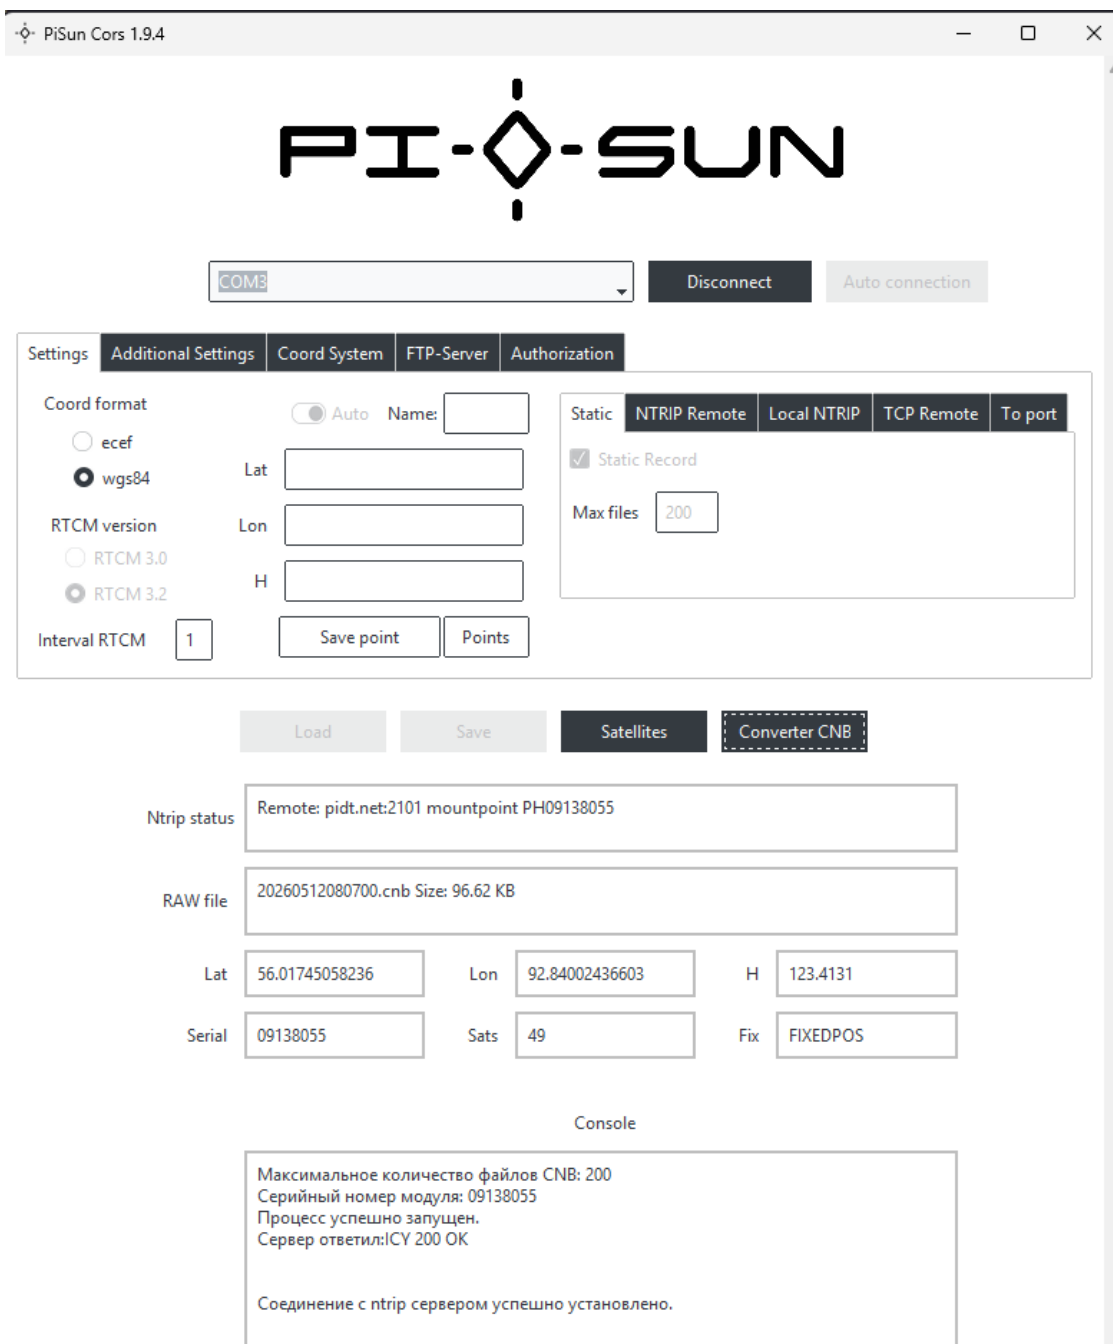 PiSun Cors 1.9.4
PI-SUN
COM3
Disconnect
Auto connection
Settings
Additional Settings
Coord System
FTP-Server
Authorization
Coord format
ecef
wgs84
RTCM version
RTCM 3.0
RTCM 3.2
Interval RTCM
1
Auto
Name:
Lat
Lon
H
Save point
Points
Static
NTRIP Remote
Local NTRIP
TCP Remote
To port
Static Record
Max files
200
Load
Save
Satellites
Converter CNB
Ntrip status
Remote: pidt.net:2101 mountpoint PH09138055
RAW file
20260512080700.cnb Size: 96.62 KB
Lat
56.01745058236
Lon
92.84002436603
H
123.4131
Serial
09138055
Sats
49
Fix
FIXEDPOS
Console
Максимальное количество файлов CNB: 200
Серийный номер модуля: 09138055
Процесс успешно запущен.
Сервер ответил:ICY 200 OK
Соединение с ntrip сервером успешно установлено.